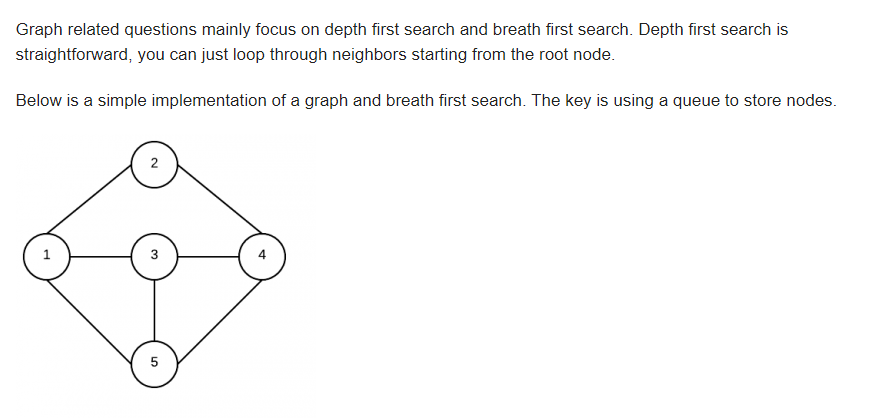 Graph related questions mainly focus on depth first search and breath first search. Depth first search is
straightforward, you can just loop through neighbors starting from the root node.
Below is a simple implementation of a graph and breath first search. The key is using a queue to store nodes.
2
1
3
4
5